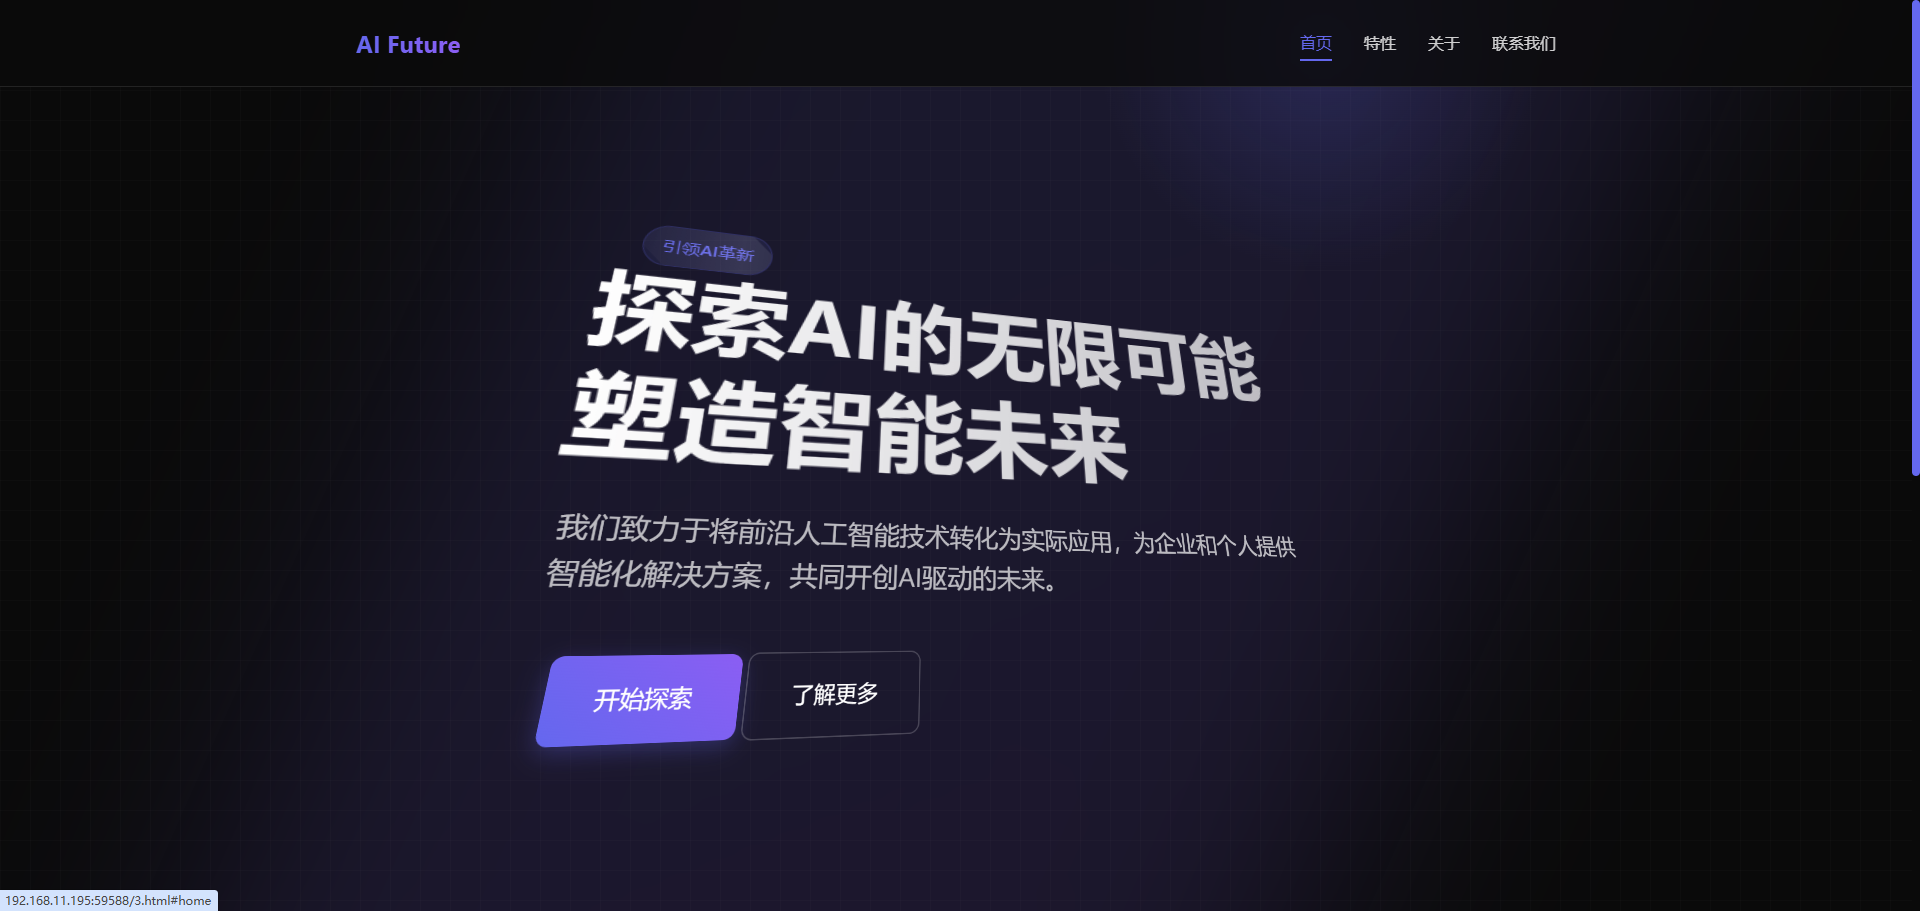 AI Future
首页
特性
关于
联系我们
引领AI革新
探索AI的无限可能
塑造智能未来
我们致力于将前沿人工智能技术转化为实际应用，为企业和个人提供
智能化解决方案，共同开创AI驱动的未来。
开始探索
了解更多
192.168.11.195:59588/3.html#home